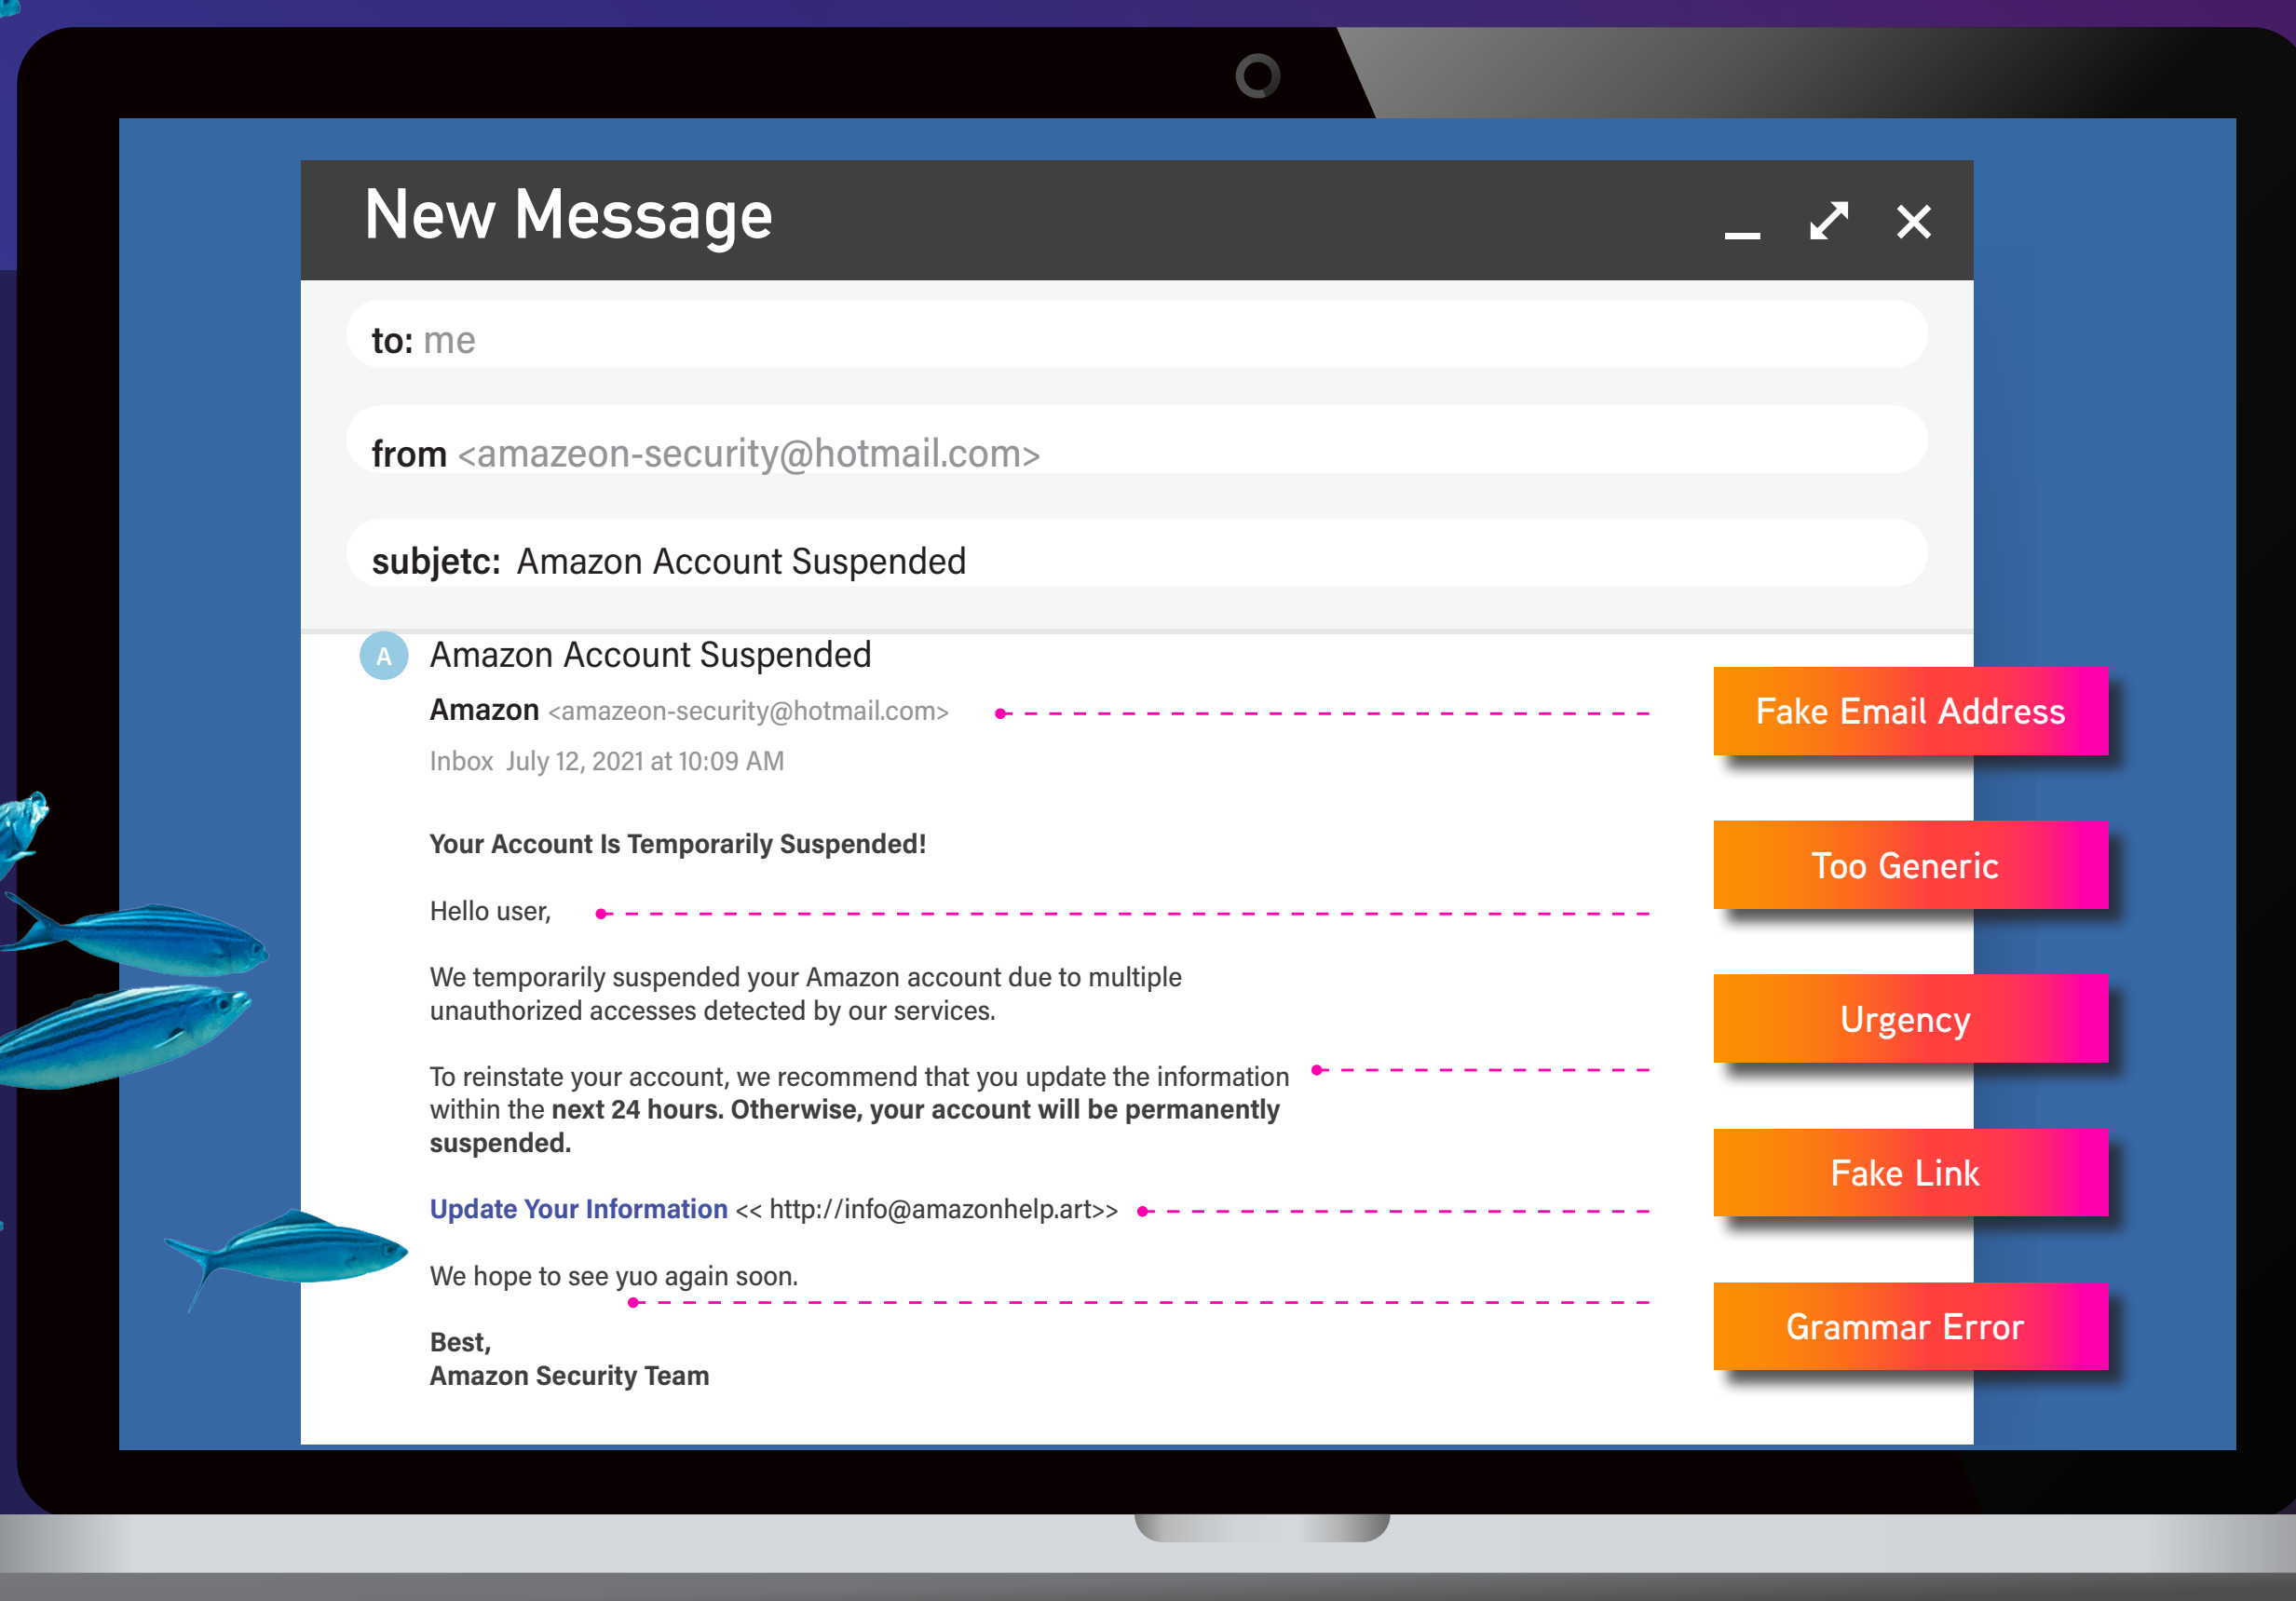 New Message
to: me
from <amazeon-security@hotmail.com>
subjetc: Amazon Account Suspended
A Amazon Account Suspended
Amazon <amazeon-security@hotmail.com>
Fake Email Address
Inbox July 12, 2021 at 10:09 AM
Your Account Is Temporarily Suspended!
Hello user,
Too Generic
We temporarily suspended your Amazon account due to multiple
unauthorized accesses detected by our services.
To reinstate your account, we recommend that you update the information
within the next 24 hours. Otherwise, your account will be permanently
suspended.
Urgency
Update Your Information << http://info@amazonhelp.art>>
Fake Link
We hope to see yuo again soon.
Grammar Error
Best,
Amazon Security Team